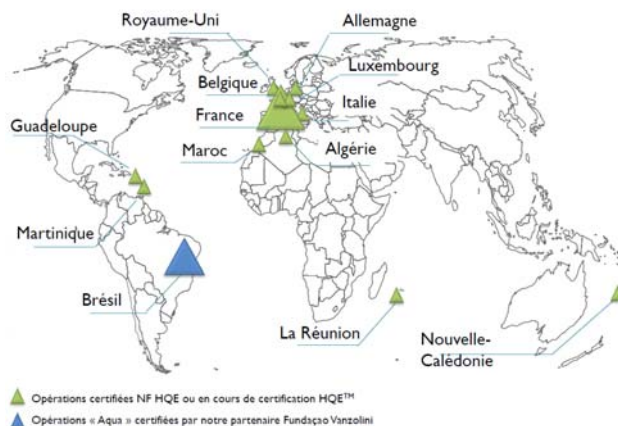 Royaume-Uni
Allemagne
Belgique
Luxembourg
France
Italie
Guadeloupe
Maroc
Algérie
Martinique
Brésil
La Réunion
Nouvelle-
Calédonie
Opérations certifiées NF HQE ou en cours de certification HQE™
Opérations « Aqua » certifiées par notre partenaire Fundaçao Vanzolini